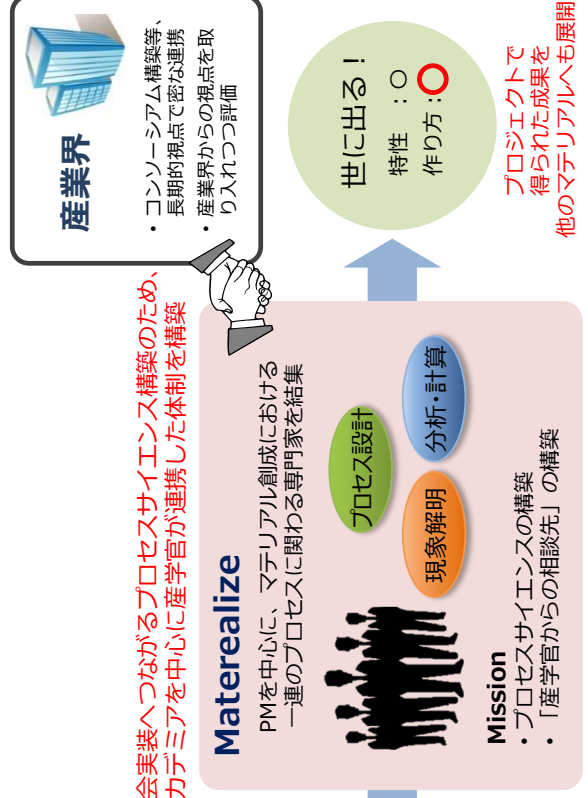 会実装へつながるプロセスサイエンス構築のため、
カデミアを中心に産学官が連携した体制を構築
Materealize
PMを中心に、マテリアル創成における
一連のプロセスに関わる専門家を結集
プロセス設計
現象解明
分析・計算
Mission
・プロセスサイエンスの構築
・「産学官からの相談先」の構築
産業界
・コンソーシアム構築等、
長期的視点で密な連携
・産業界からの視点を取
り入れつつ評価
世に出る！
特性 ：○
作り方：○
プロジェクトで
得られた成果を
他のマテリアルへも展開